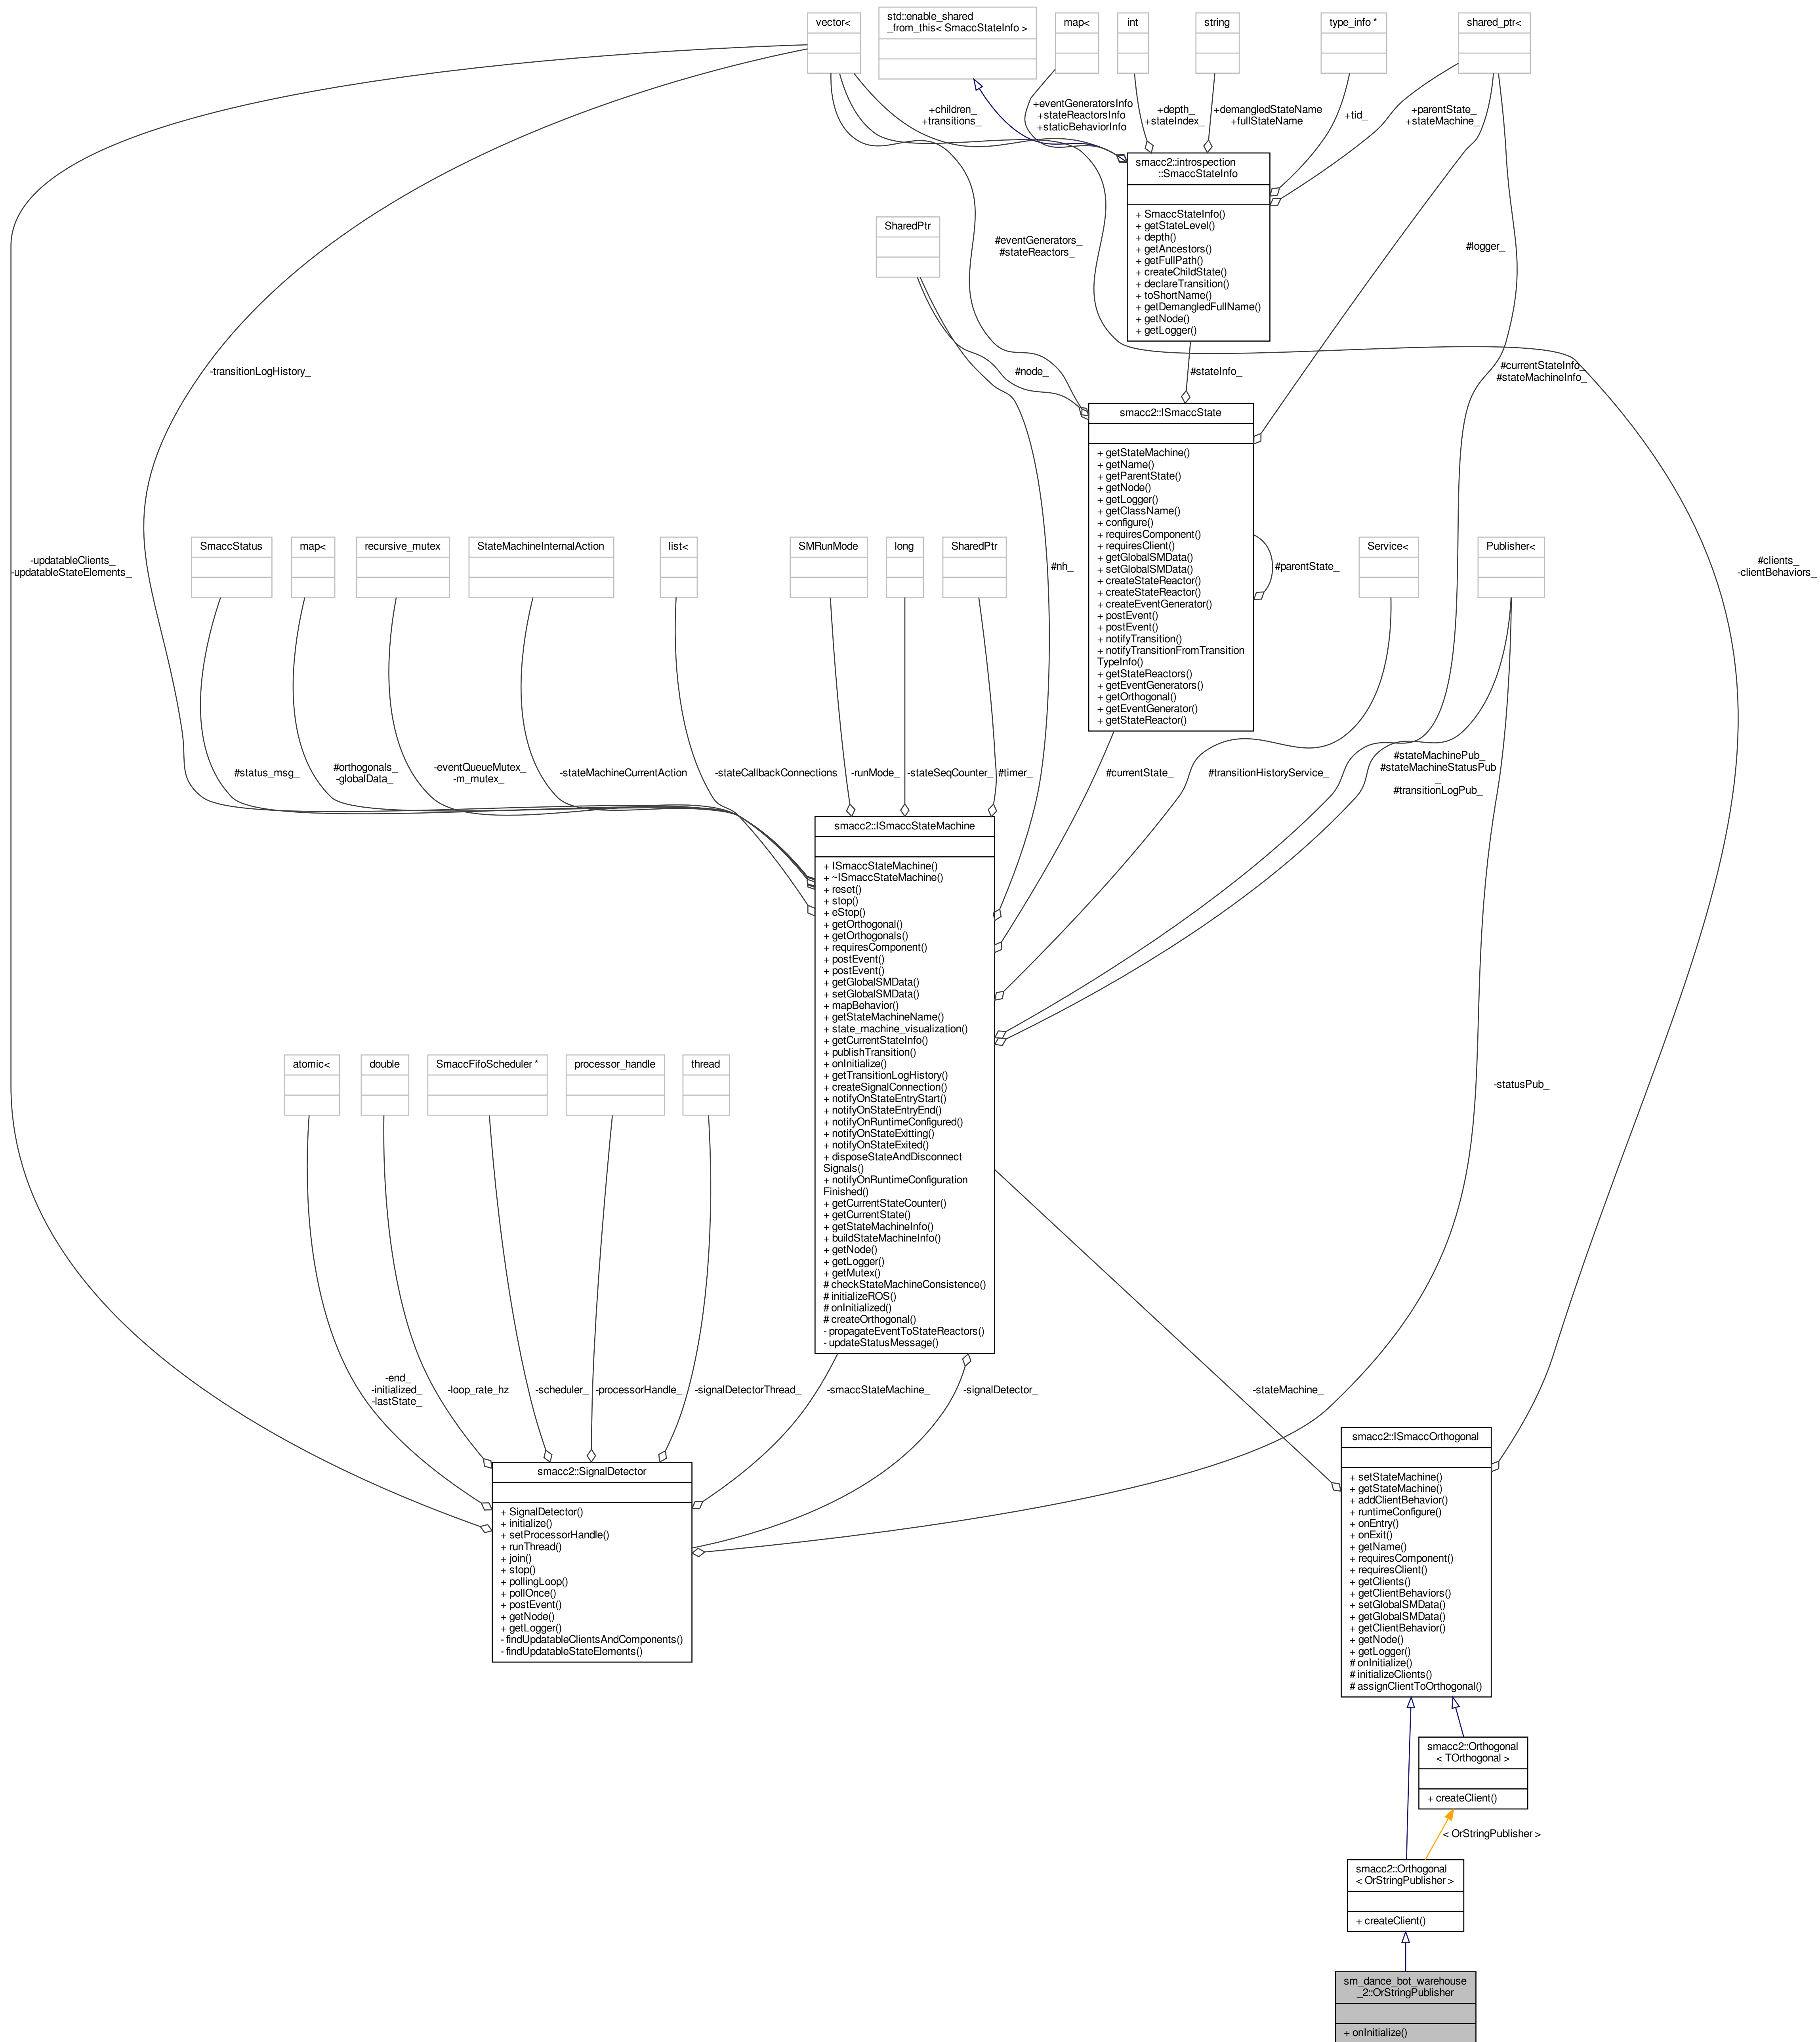 vector<
std::enable_shared
_from_this< SmaccStateInfo >
map<
int
string
type_info *
shared_ptr<
+children_
+transitions_
+eventGeneratorsInfo
+stateReactorsInfo
+staticBehaviorInfo
+depth_
+stateIndex_
+demangledStateName
+fullStateName
+tid_
+parentState_
+stateMachine_
smacc2::introspection
::SmaccStateInfo
+ SmaccStateInfo()
+ getStateLevel()
+ depth()
+ getAncestors()
+ getFullPath()
+ createChildState()
+ declareTransition()
+ toShortName()
+ getDemangledFullName()
+ getNode()
+ getLogger()
SharedPtr
#eventGenerators_
#stateReactors_
#logger_
-transitionLogHistory_
#node_
#stateInfo_
#currentStateInfo_
#stateMachineInfo_
smacc2::ISmaccState
+ getStateMachine()
+ getName()
+ getParentState()
+ getNode()
+ getLogger()
+ getClassName()
+ configure()
+ requiresComponent()
+ requiresClient()
+ getGlobalSMData()
+ setGlobalSMData()
+ createStateReactor()
+ createStateReactor()
+ createEventGenerator()
+ postEvent()
+ postEvent()
+ notifyTransition()
+ notifyTransitionFromTransition
TypeInfo()
+ getStateReactors()
+ getEventGenerators()
+ getOrthogonal()
+ getEventGenerator()
+ getStateReactor()
#parentState_
-updatableClients_
-updatableStateElements_
SmaccStatus
map<
recursive_mutex
StateMachineInternalAction
list<
SMRunMode
long
SharedPtr
#nh_
Service<
Publisher<
#clients_
-clientBehaviors_
#status_msg_
#orthogonals_
-globalData_
-eventQueueMutex_
-m_mutex_
-stateMachineCurrentAction
-stateCallbackConnections
-runMode_
-stateSeqCounter_
#timer_
#currentState_
#transitionHistoryService_
#stateMachinePub_
#stateMachineStatusPub
_
#transitionLogPub_
smacc2::ISmaccStateMachine
+ ISmaccStateMachine()
+ ~ISmaccStateMachine()
+ reset()
+ stop()
+ eStop()
+ getOrthogonal()
+ getOrthogonals()
+ requiresComponent()
+ postEvent()
+ postEvent()
+ getGlobalSMData()
+ setGlobalSMData()
+ mapBehavior()
+ getStateMachineName()
+ state_machine_visualization()
+ getCurrentStateInfo()
+ publishTransition()
+ onInitialize()
+ getTransitionLogHistory()
+ createSignalConnection()
+ notifyOnStateEntryStart()
+ notifyOnStateEntryEnd()
+ notifyOnRuntimeConfigured()
+ notifyOnStateExitting()
+ notifyOnStateExited()
+ disposeStateAndDisconnect
Signals()
+ notifyOnRuntimeConfiguration
Finished()
+ getCurrentStateCounter()
+ getCurrentState()
+ getStateMachineInfo()
+ buildStateMachineInfo()
+ getNode()
+ getLogger()
+ getMutex()
# checkStateMachineConsistence()
# initializeROS()
# onInitialized()
# createOrthogonal()
- propagateEventToStateReactors()
- updateStatusMessage()
atomic<
double
SmaccFifoScheduler *
processor_handle
thread
-statusPub_
-end_
-initialized_
-lastState_
-loop_rate_hz
-scheduler_
-processorHandle_
-signalDetectorThread_
-smaccStateMachine_
-signalDetector_
-stateMachine_
smacc2::SignalDetector
+ SignalDetector()
+ initialize()
+ setProcessorHandle()
+ runThread()
+ join()
+ stop()
+ pollingLoop()
+ pollOnce()
+ postEvent()
+ getNode()
+ getLogger()
- findUpdatableClientsAndComponents()
- findUpdatableStateElements()
smacc2::ISmaccOrthogonal
+ setStateMachine()
+ getStateMachine()
+ addClientBehavior()
+ runtimeConfigure()
+ onEntry()
+ onExit()
+ getName()
+ requiresComponent()
+ requiresClient()
+ getClients()
+ getClientBehaviors()
+ setGlobalSMData()
+ getGlobalSMData()
+ getClientBehavior()
+ getNode()
+ getLogger()
# onInitialize()
# initializeClients()
# assignClientToOrthogonal()
smacc2::Orthogonal
< TOrthogonal >
+ createClient()
< OrStringPublisher >
smacc2::Orthogonal
< OrStringPublisher >
+ createClient()
sm_dance_bot_warehouse
_2::OrStringPublisher
+ onInitialize()